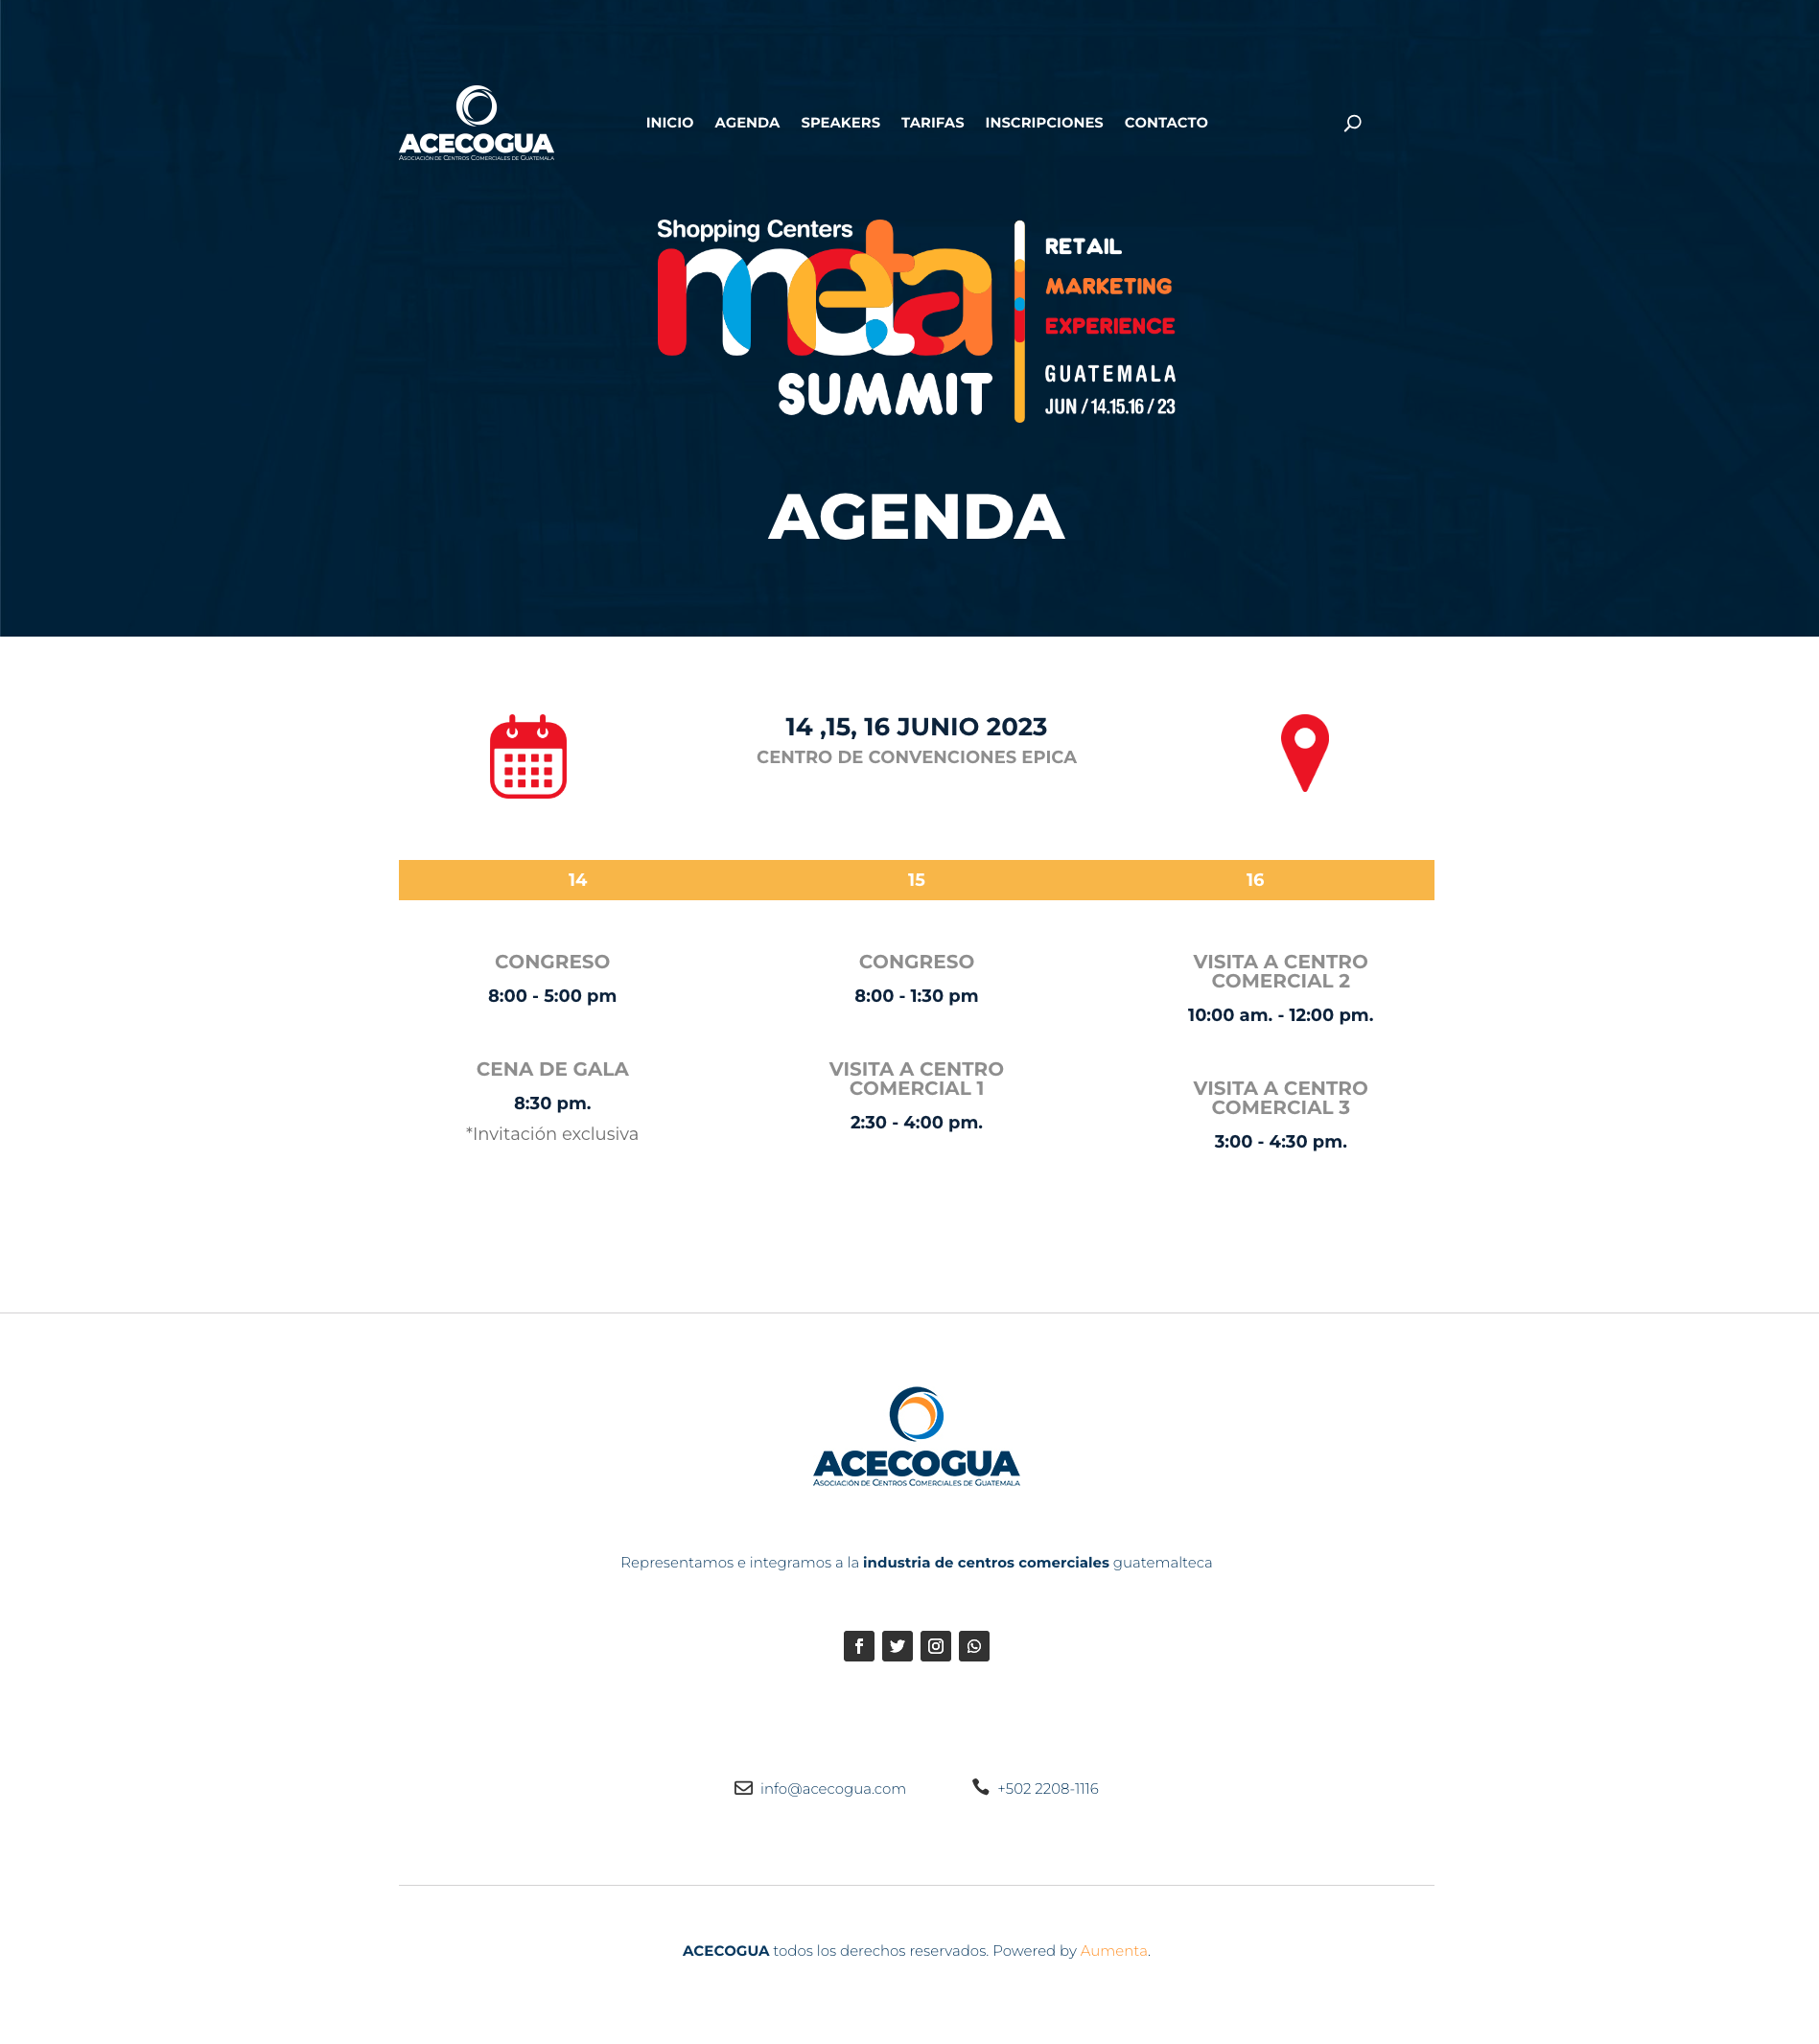 ACECOGUA
ASOCIACIÓN DE CENTROS COMERCIALES DE GUATEMALA
INICIO AGENDA SPEAKERS TARIFAS INSCRIPCIONES CONTACTO
Shopping Centers
meta
SUMMIT
RETAIL
MARKETING
EXPERIENCE
GUATEMALA
JUN / 14.15.16 / 23
AGENDA
14 ,15, 16 JUNIO 2023
CENTRO DE CONVENCIONES EPICA
14 15 16
CONGRESO
8:00 - 5:00 pm
CENA DE GALA
8:30 pm.
*Invitación exclusiva
CONGRESO
8:00 - 1:30 pm
VISITA A CENTRO
COMERCIAL 1
2:30 - 4:00 pm.
VISITA A CENTRO
COMERCIAL 2
10:00 am. - 12:00 pm.
VISITA A CENTRO
COMERCIAL 3
3:00 - 4:30 pm.
ACECOGUA
ASOCIACIÓN DE CENTROS COMERCIALES DE GUATEMALA
Representamos e integramos a la industria de centros comerciales guatemalteca
info@acecogua.com +502 2208-1116
ACECOGUA todos los derechos reservados. Powered by Aumenta.